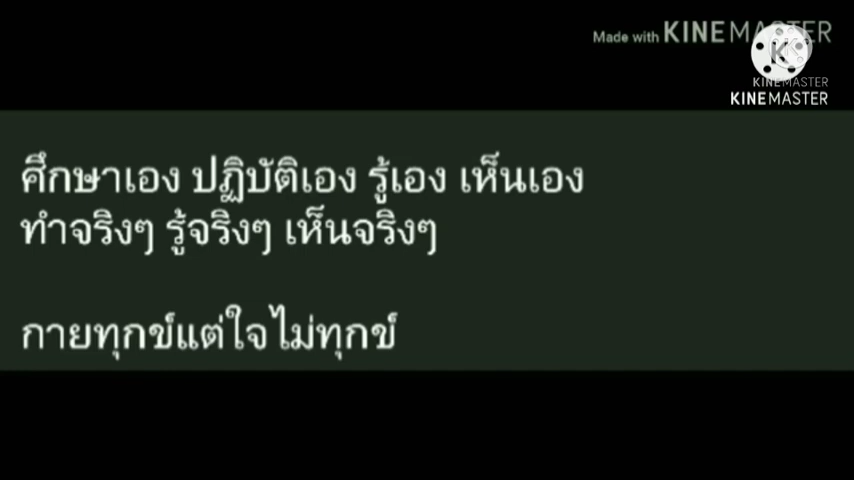 Made with KINEMASTER
KINEMASTER
KINEMASTER
ศึกษาเอง ปฏิบัติเอง รู้เอง เห็นเอง
ทำจริงๆ รู้จริงๆ เห็นจริงๆ
กายทุกข์แต่ใจไม่ทุกข์